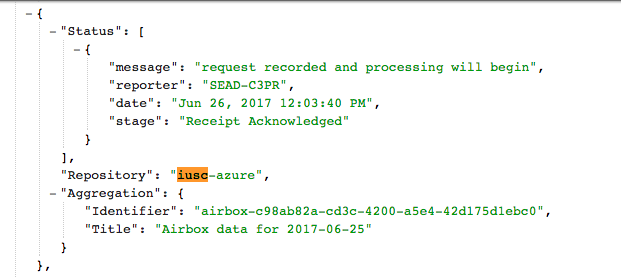 {
"Status": [
{
"message": "request recorded and processing will begin",
"reporter": "SEAD-C3PR",
"date": "Jun 26, 2017 12:03:40 PM",
"stage": "Receipt Acknowledged"
}
],
"Repository": "iusc-azure",
"Aggregation": {
"Identifier": "airbox-c98ab82a-cd3c-4200-a5e4-42d175d1ebc0",
"Title": "Airbox data for 2017-06-25"
}
},